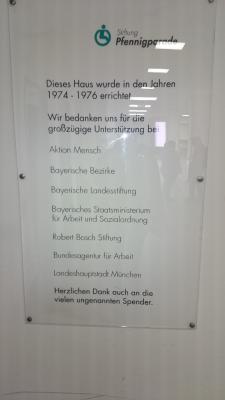 Stiftung
Pfennigparade
Dieses Haus wurde in den Jahren
1974 - 1976 errichtet
Wir bedanken uns für die
großzügige Unterstützung bei
Aktion Mensch
Bayerische Bezirke
Bayerische Landesstiftung
Bayerisches Staatsministerium
für Arbeit und Sozialordnung
Robert Bosch Stiftung
Bundesagentur für Arbeit
Landeshauptstadt München
Herzlichen Dank auch an die
vielen ungenannten Spender.